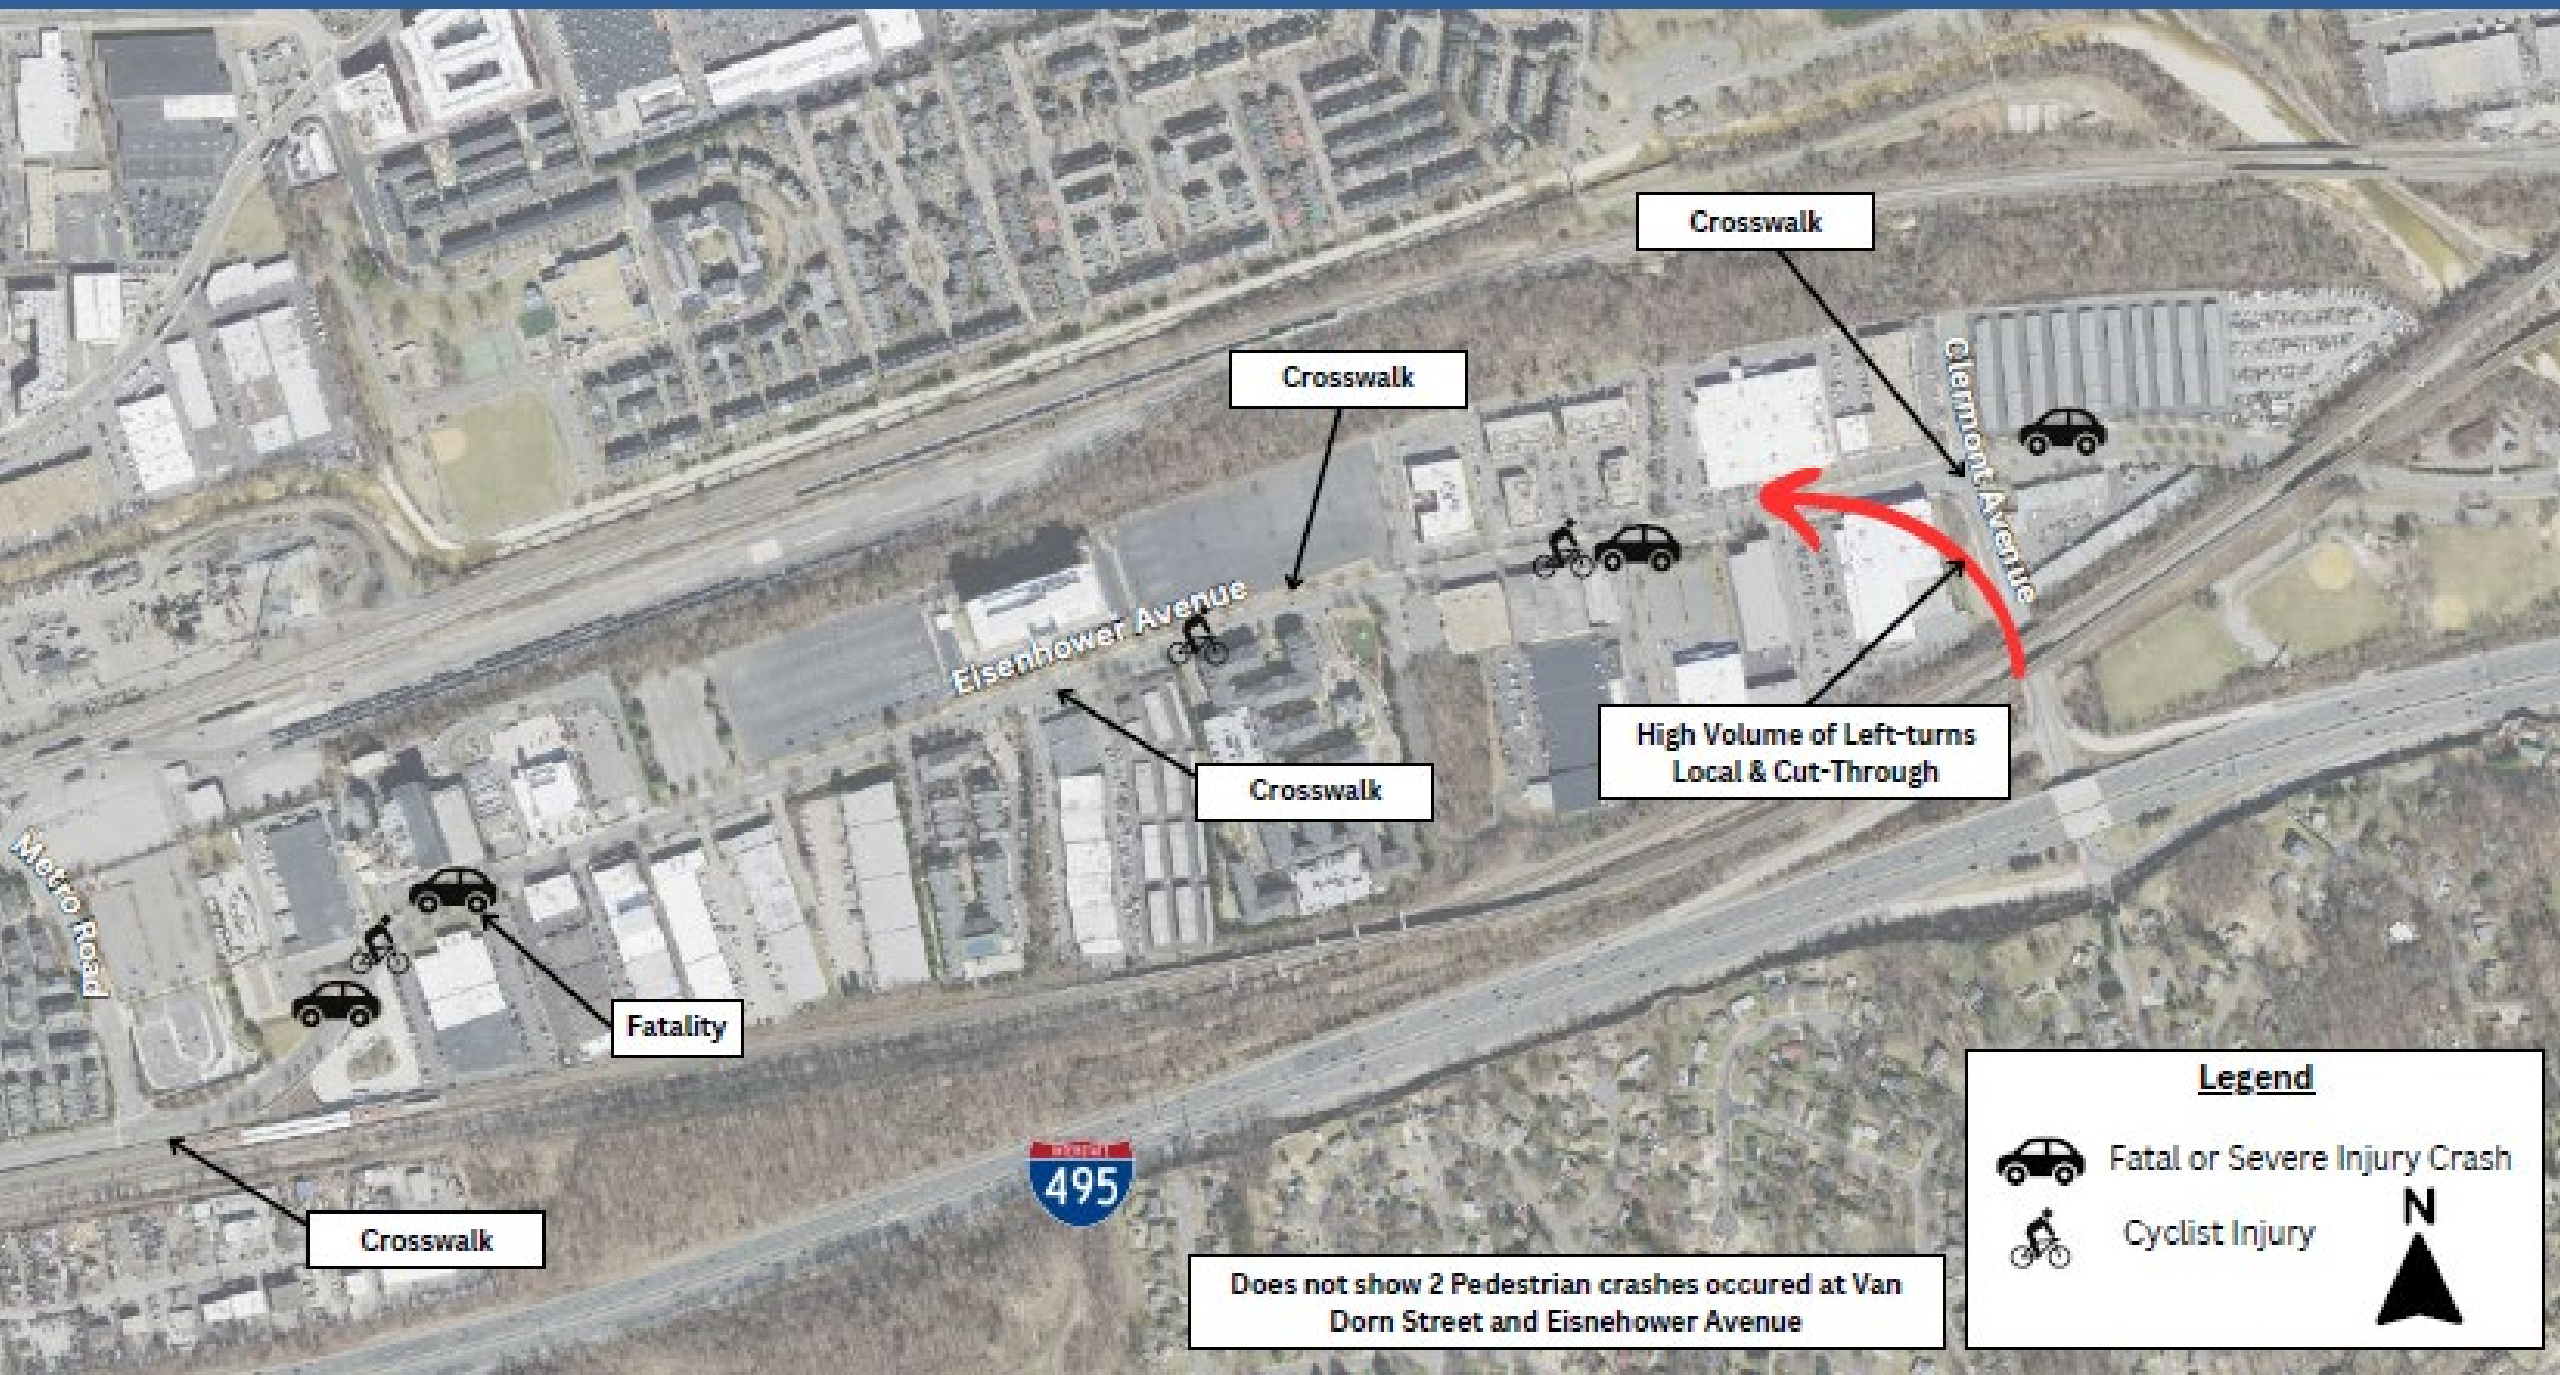 Crosswalk
Crosswalk
Clermont Avenue
Eisenhower Avenue
High Volume of Left-turns
Local & Cut-Through
Crosswalk
Metro Road
Fatality
Crosswalk
INTERSTATE
495
Does not show 2 Pedestrian crashes occured at Van
Dorn Street and Eisnehower Avenue
Legend
Fatal or Severe Injury Crash
Cyclist Injury
N